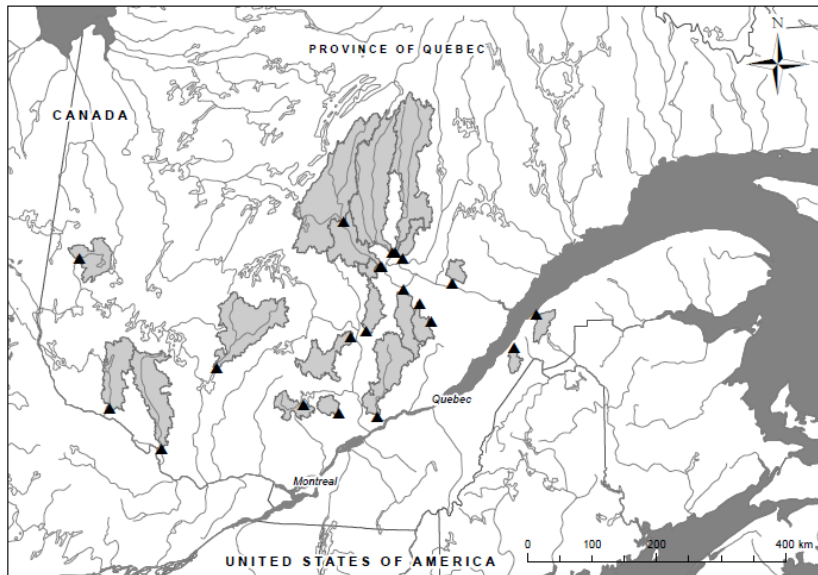 N
PROVINCE OF QUEBEC
CANADA
Quebec
Montreal
0 100 200 400 km
UNITED STATES OF AMERICA